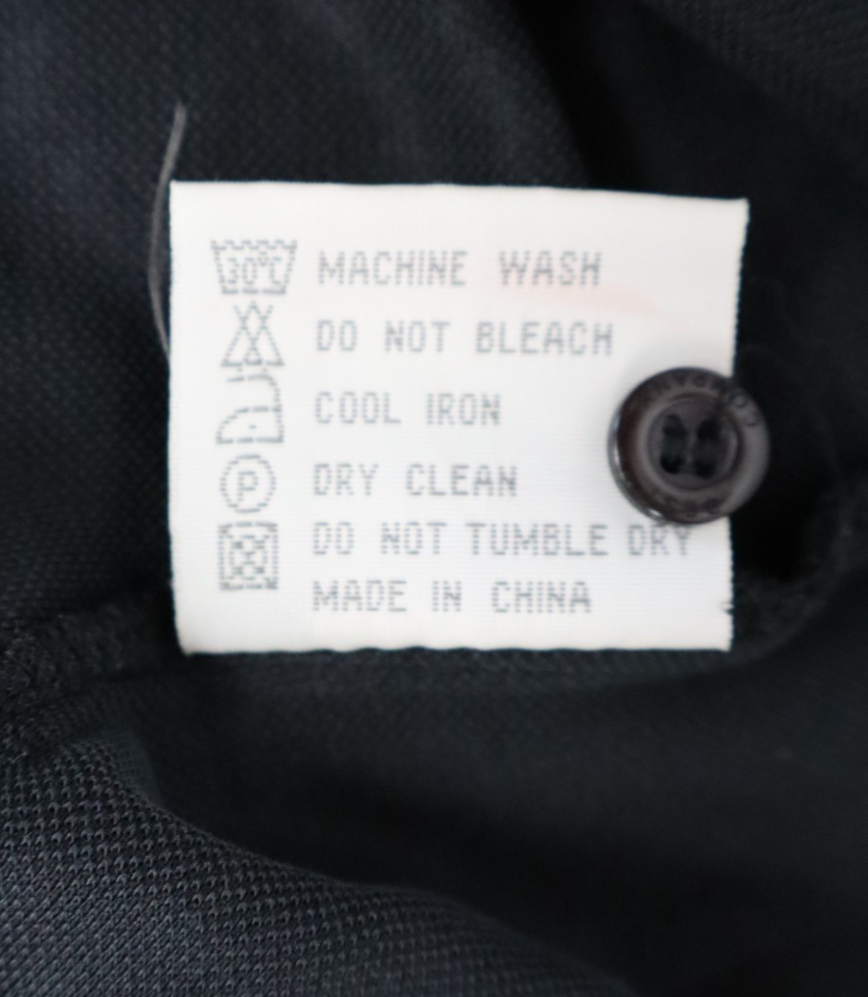 30°C MACHINE WASH
DO NOT BLEACH
COOL IRON
P DRY CLEAN
DO NOT TUMBLE DRY
MADE IN CHINA